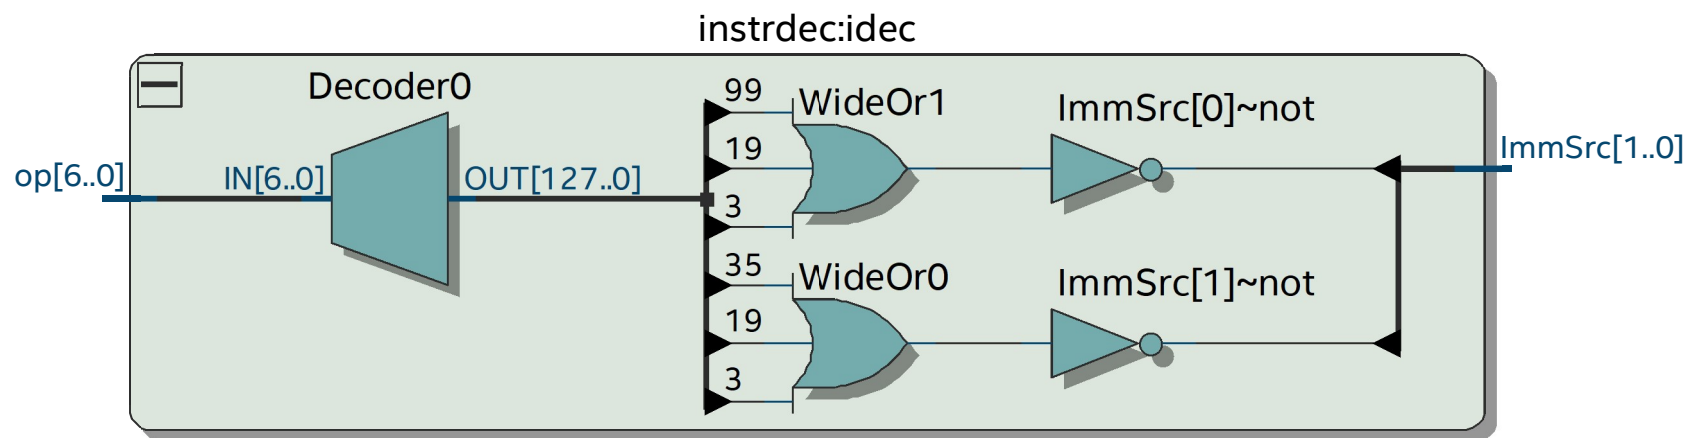 instrdec:idec
Decoder0
op[6..0]
IN[6..0]
OUT[127..0]
99
19
3
WideOr1
ImmSrc[0]~not
35
19
3
WideOr0
ImmSrc[1]~not
ImmSrc[1..0]